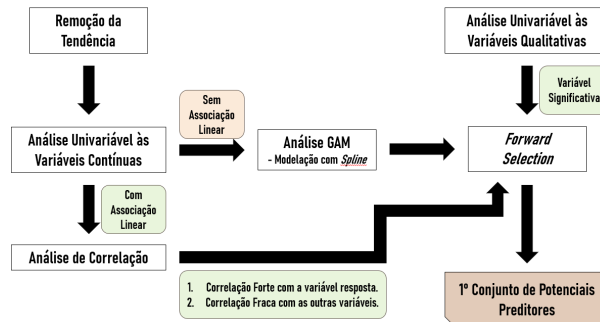 Remoção da
Tendência
Análise Univariável às
Variáveis Qualitativas
Variável
Significativa
Sem
Associação
Linear
Análise Univariável às
Variáveis Contínuas
Análise GAM
- Modelação com Spline
Forward
Selection
Com
Associação
Linear
Análise de Correlação
1. Correlação Forte com a variável resposta.
2. Correlação Fraca com as outras variáveis.
1º Conjunto de Potenciais
Preditores